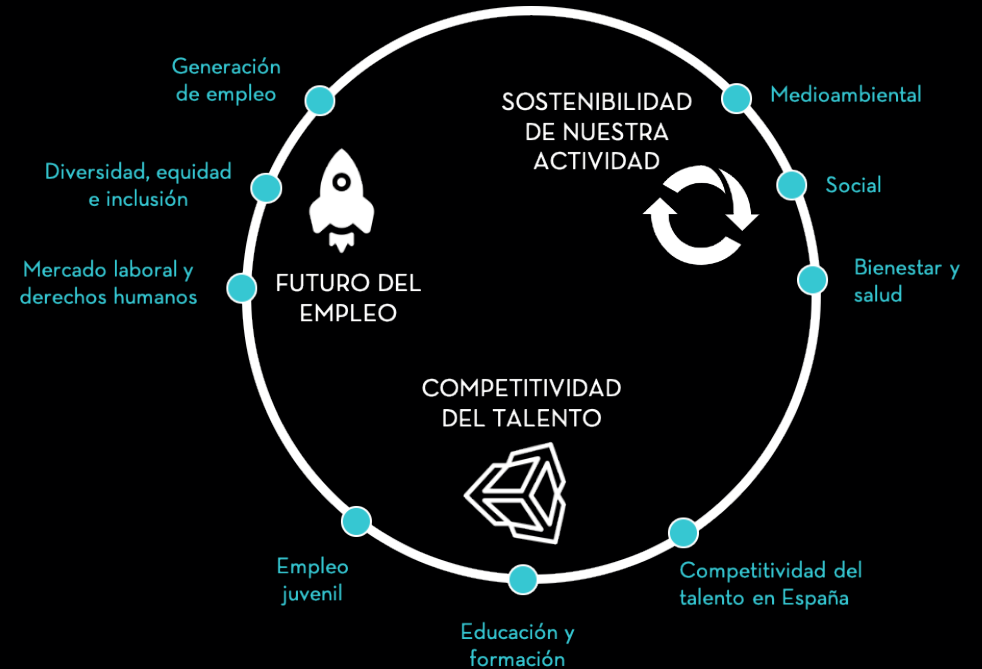 Generación
de empleo
Diversidad, equidad
e inclusión
Mercado laboral y
derechos humanos
FUTURO DEL
EMPLEO
SOSTENIBILIDAD
DE NUESTRA
ACTIVIDAD
Medioambiental
Social
Bienestar y
salud
COMPETITIVIDAD
DEL TALENTO
Empleo
juvenil
Educación y
formación
Competitividad del
talento en España